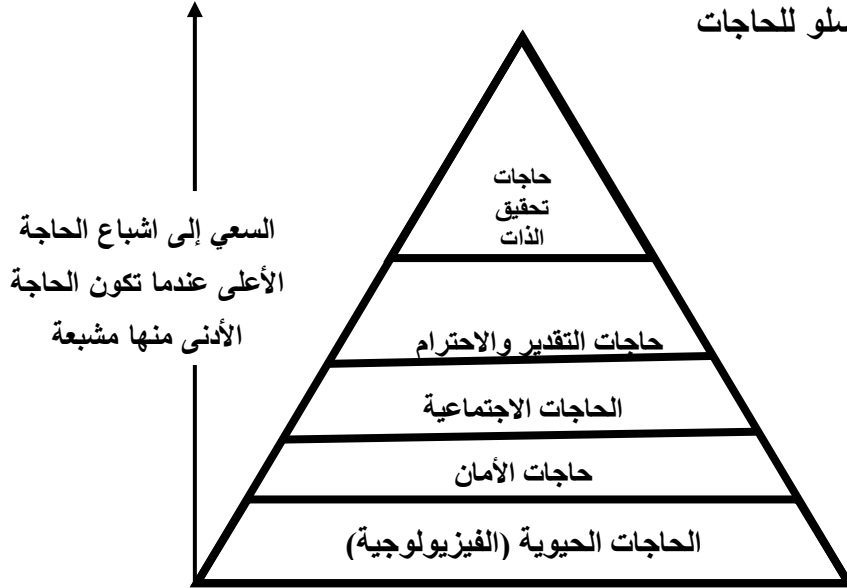 سلو للحاجات
حاجات
تحقيق
الذات
السعي إلى اشباع الحاجة
الأعلى عندما تكون الحاجة
الأدنى منها مشبعة
حاجات التقدير والاحترام
الحاجات الاجتماعية
حاجات الأمان
الحاجات الحيوية (الفيزيولوجية)